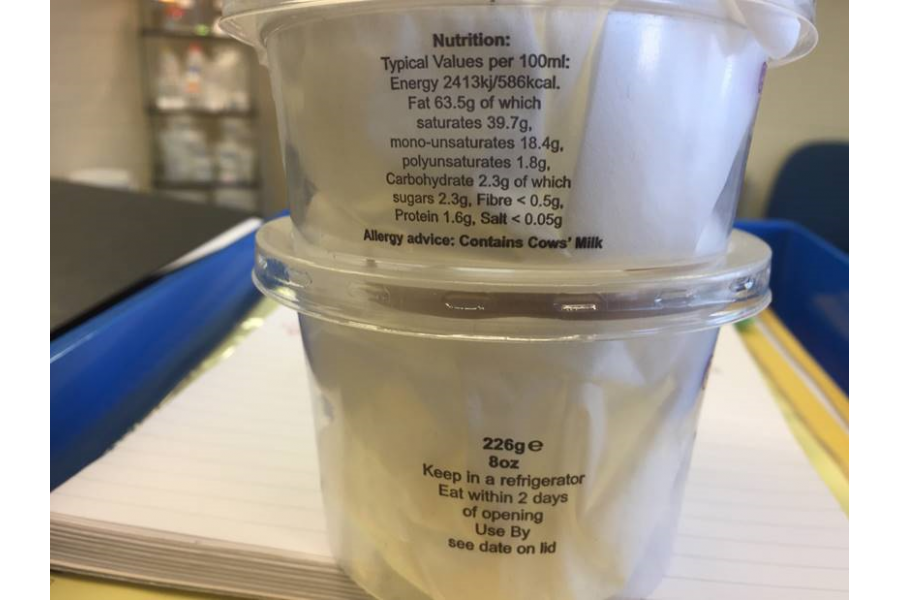 Nutrition:
Typical Values per 100ml:
Energy 2413kj/586kcal.
Fat 63.5g of which
saturates 39.7g,
mono-unsaturates 18.4g,
polyunsaturates 1.8g,
Carbohydrate 2.3g of which
sugars 2.3g, Fibre < 0.5g,
Protein 1.6g, Salt < 0.05g
Allergy advice: Contains Cows' Milk
226g℮
8oz
Keep in a refrigerator
Eat within 2 days
of opening
Use By
see date on lid